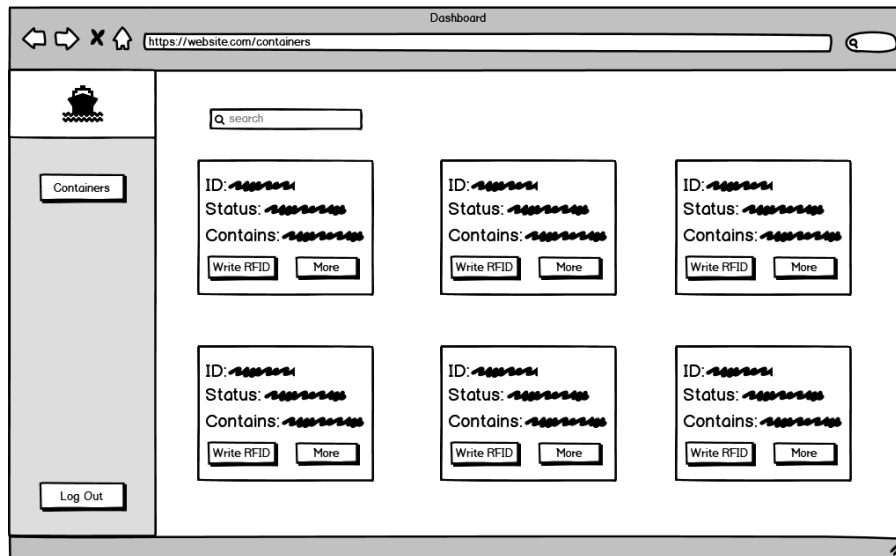 Dashboard
https://website.com/containers
search
Containers
ID:
ID:
ID:
Status:
Status:
Status:
Contains:
Contains:
Contains:
Write RFID More
Write RFID More
Write RFID More
ID:
ID:
ID:
Status:
Status:
Status:
Contains:
Contains:
Contains:
Write RFID More
Write RFID More
Write RFID More
Log Out